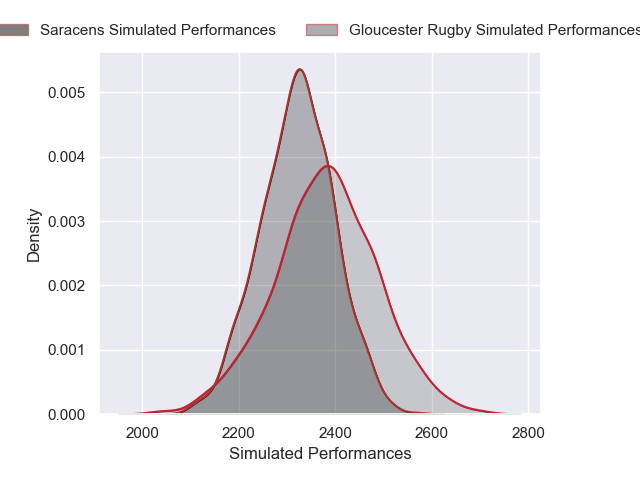 Saracens Simulated Performances Gloucester Rugby Simulated Performances
0.005
0.004
0.003
0.002
0.001
0.000
Density
2000 2200 2400 2600 2800
Simulated Performances